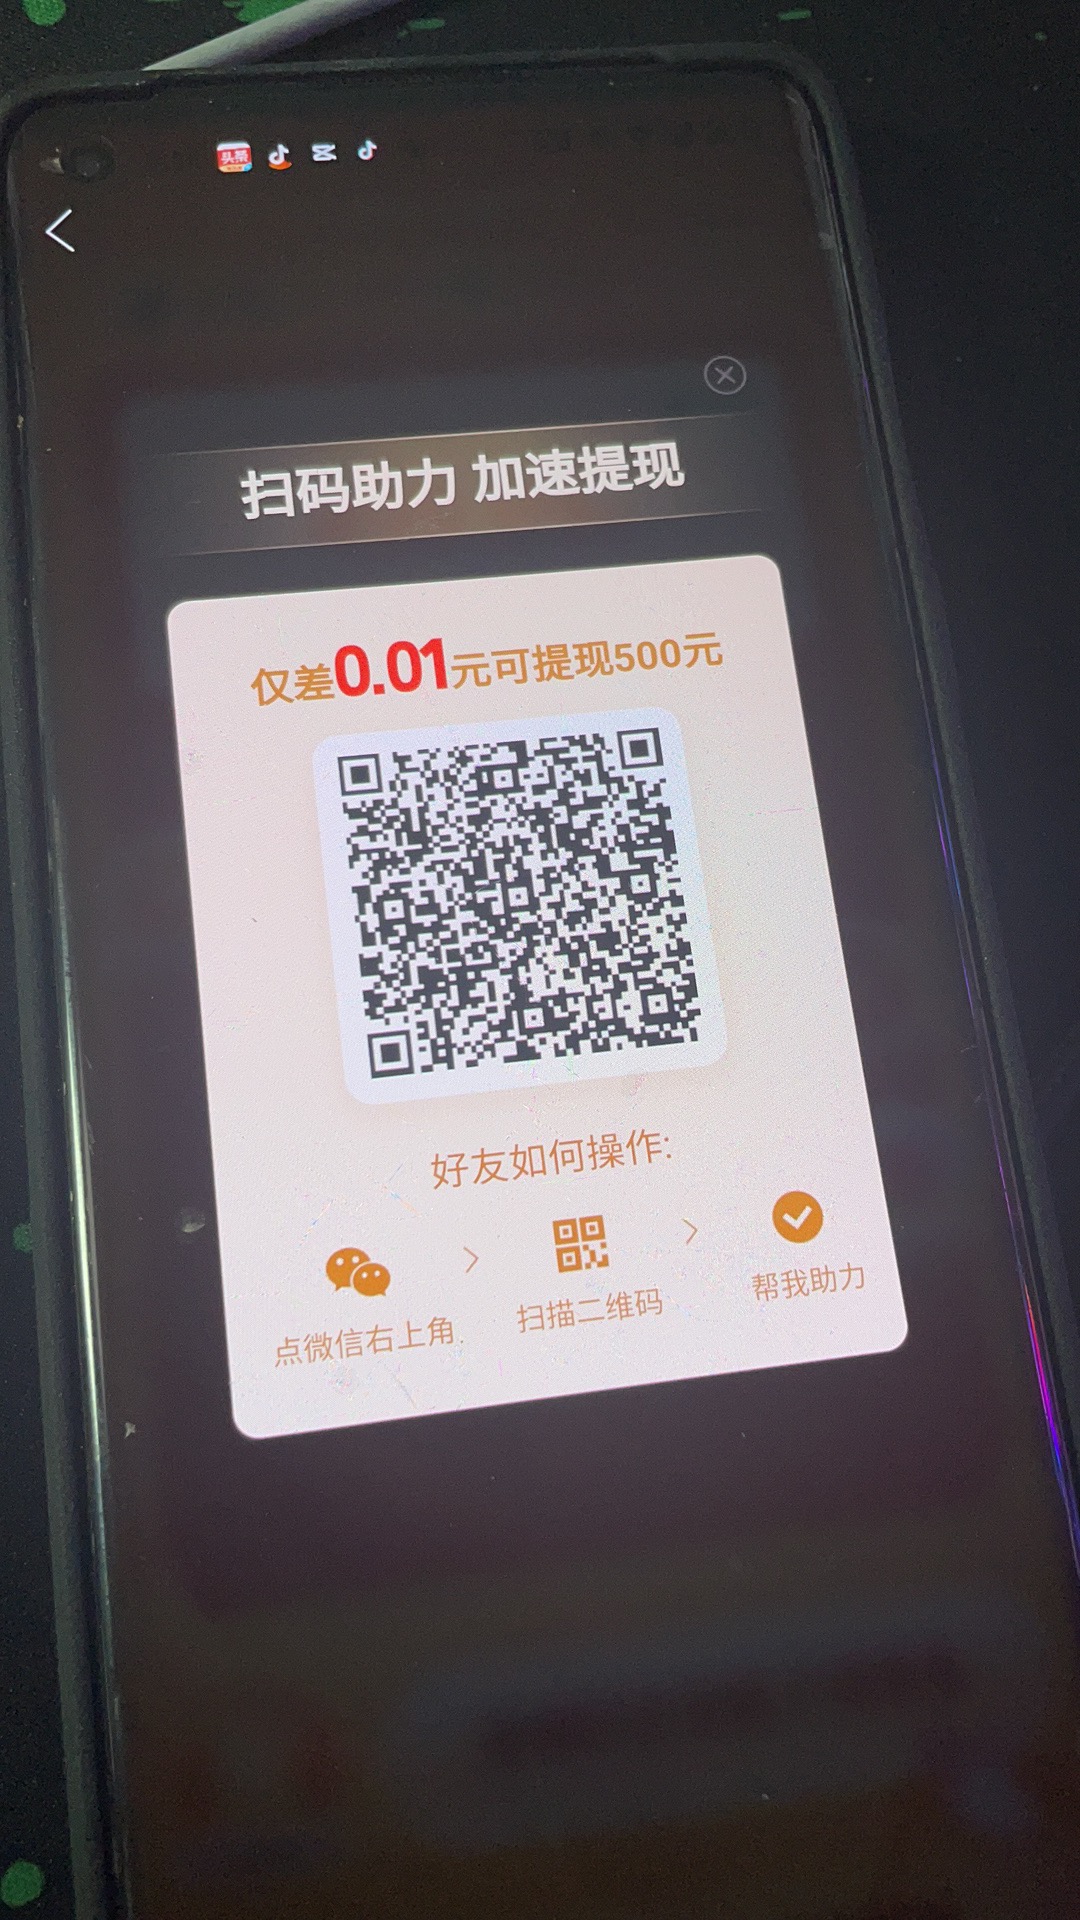 头条
扫码助力 加速提现
仅差0.01元可提现500元
好友如何操作:
点微信右上角
扫描二维码
帮我助力